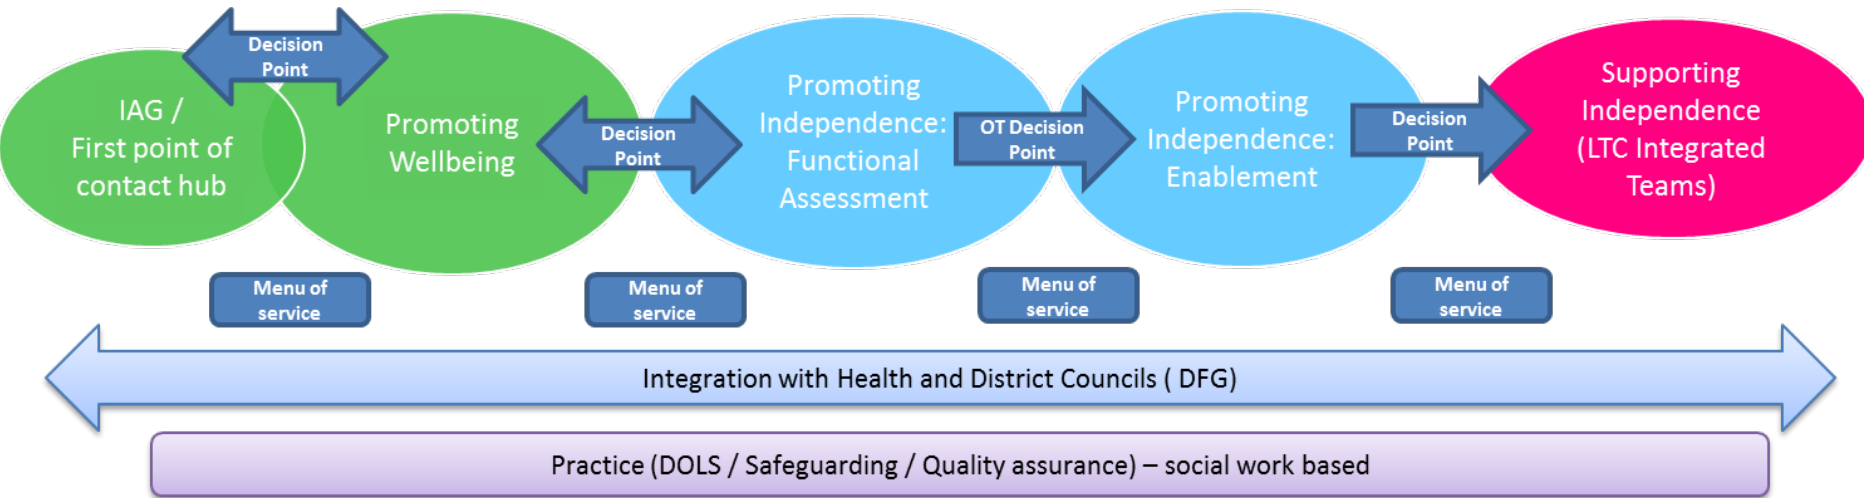 IAG /
First point of
contact hub
Decision
Point
Promoting
Wellbeing
Decision
Point
Promoting
Independence:
Functional
Assessment
OT Decision
Point
Promoting
Independence:
Enablement
Decision
Point
Supporting
Independence
(LTC Integrated
Teams)
Menu of
service
Menu of
service
Menu of
service
Menu of
service
Integration with Health and District Councils ( DFG)
Practice (DOLS / Safeguarding / Quality assurance) – social work based